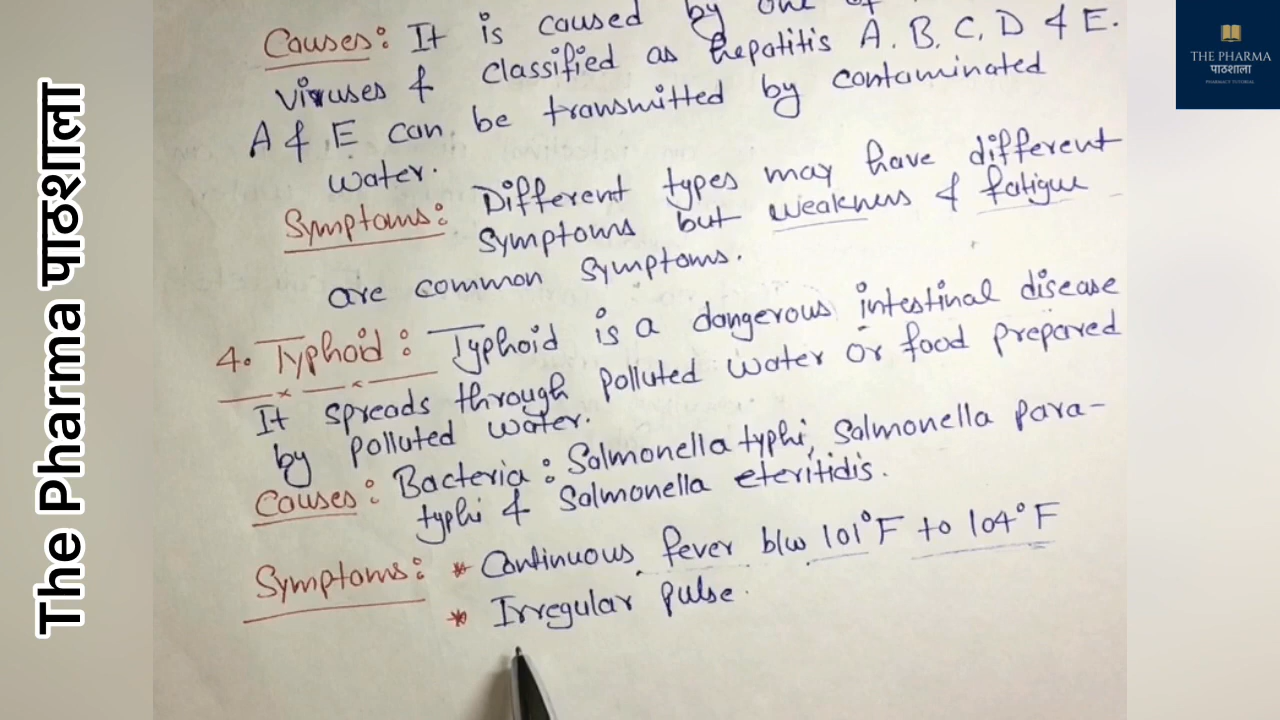 The Pharma पाठशाला
THE PHARMA
पाठशाला
PHARMACY TUTORIAL
Causes: It is caused by one of
viruses & classified as hepatitis A. B. C, D & E.
A & E can be transmitted by contaminated
water.
Symptoms: Different types may have different
symptoms but weakness & fatigue
are common symptoms.
4. Typhoid: Typhoid is a dangerous intestinal disease
It spreads through polluted water or food prepared
by polluted water.
Causes: Bacteria: Salmonella typhi, Salmonella para-
typhi & Salmonella eteritidis.
Symptoms: * Continuous fever b/w 101°F to 104°F
* Irregular pulse.